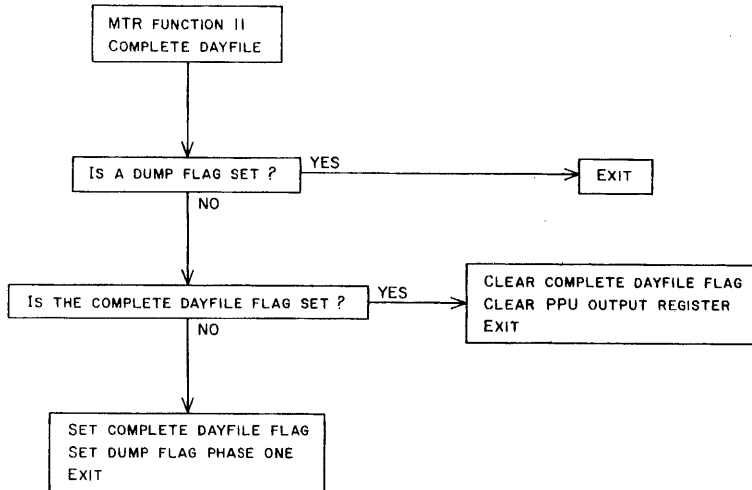 MTR FUNCTION 11
COMPLETE DAYFILE
IS A DUMP FLAG SET ?
YES
EXIT
NO
IS THE COMPLETE DAYFILE FLAG SET ?
YES
CLEAR COMPLETE DAYFILE FLAG
CLEAR PPU OUTPUT REGISTER
EXIT
NO
SET COMPLETE DAYFILE FLAG
SET DUMP FLAG PHASE ONE
EXIT